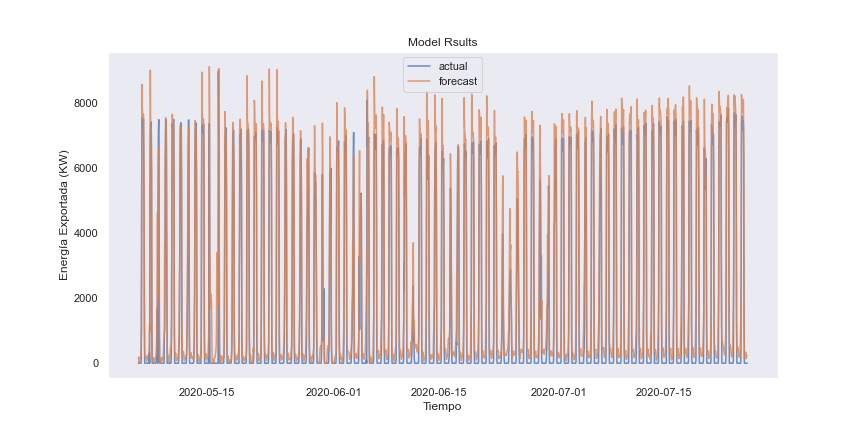 Model Rsults
actual
forecast
Energía Exportada (KW)
8000
6000
4000
2000
0
2020-05-15
2020-06-01
2020-06-15
2020-07-01
2020-07-15
Tiempo